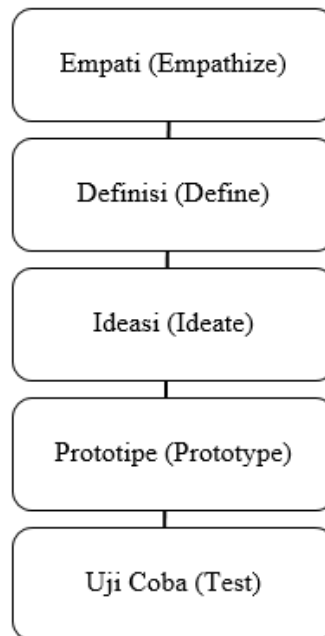 Empati (Empathize)
Definisi (Define)
Ideasi (Ideate)
Prototipe (Prototype)
Uji Coba (Test)